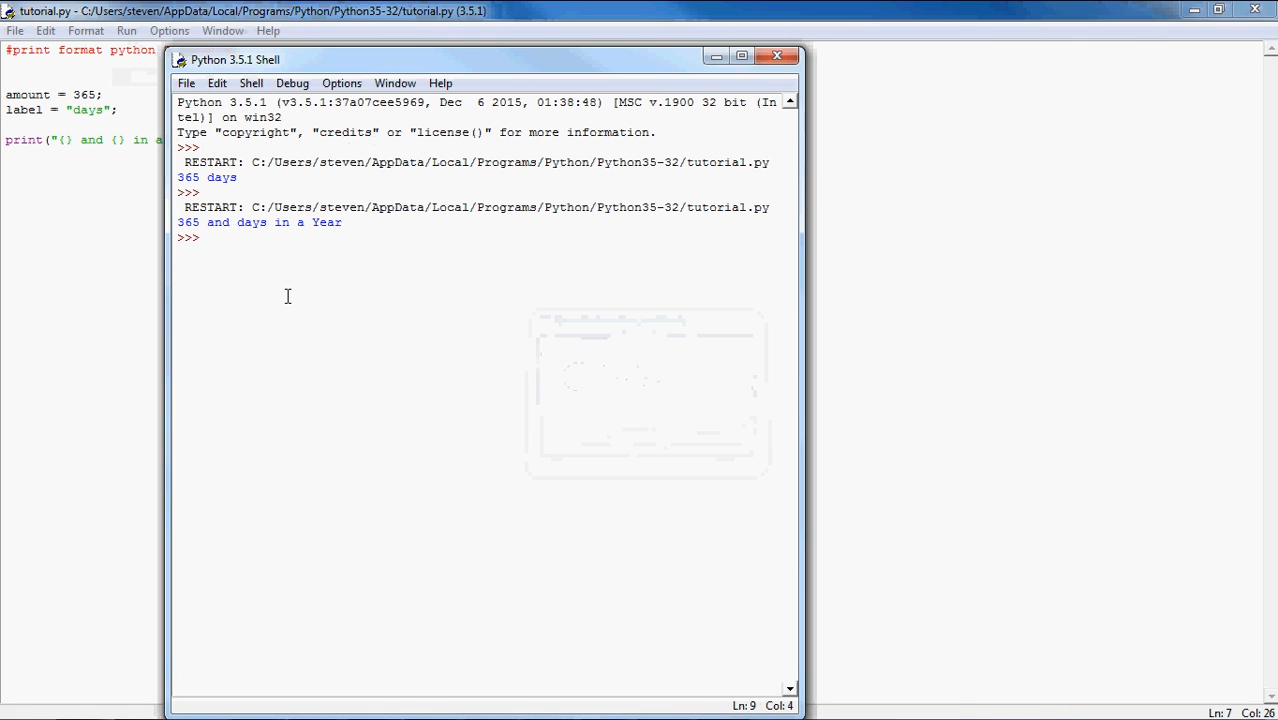 tutorial.py - C:/Users/steven/AppData/Local/Programs/Python/Python35-32/tutorial.py (3.5.1)
File Edit Format Run Options Window Help
#print format python
amount = 365;
label = "days";
print("{} and {} in a
Python 3.5.1 Shell
File Edit Shell Debug Options Window Help
Python 3.5.1 (v3.5.1:37a07cee5969, Dec  6 2015, 01:38:48) [MSC v.1900 32 bit (In
tel)] on win32
Type "copyright", "credits" or "license()" for more information.
>>>
RESTART: C:/Users/steven/AppData/Local/Programs/Python/Python35-32/tutorial.py
365 days
>>>
RESTART: C:/Users/steven/AppData/Local/Programs/Python/Python35-32/tutorial.py
365 and days in a Year
>>>
Ln: 9 Col: 4
Ln: 7 Col: 26